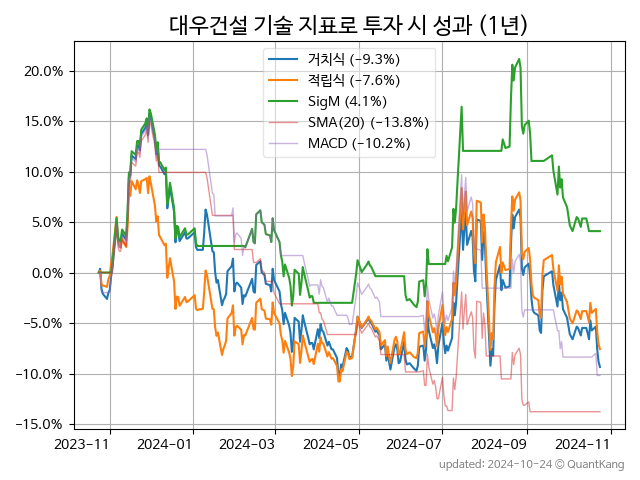 대우건설 기술 지표로 투자 시 성과 (1년)
거치식 (−9.3%)
적립식 (−7.6%)
SigM (4.1%)
SMA(20) (−13.8%)
MACD (−10.2%)
20.0%
15.0%
10.0%
5.0%
0.0%
−5.0%
−10.0%
−15.0%
2023-11 2024-01 2024-03 2024-05 2024-07 2024-09 2024-11
updated: 2024-10-24 © QuantKang